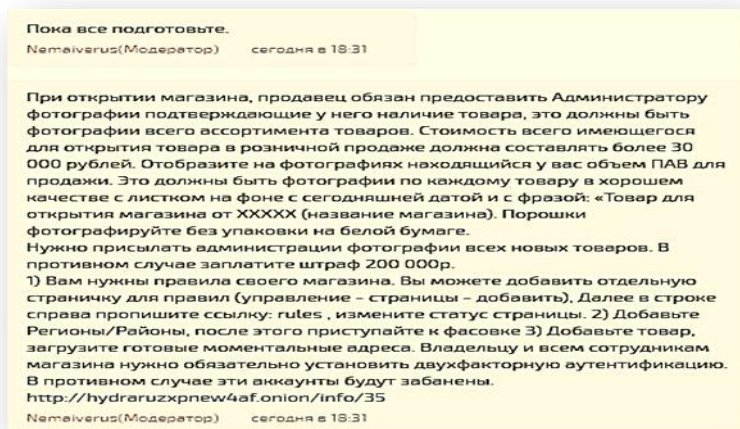 Пока все подготовьте.
Nemaiverus(Модератор) сегодня в 18:31
При открытии магазина, продавец обязан предоставить Администратору
фотографии подтверждающие у него наличие товара, это должны быть
фотографии всего ассортимента товаров. Стоимость всего имеющегося
для открытия товара в розничной продаже должна составлять более 30
000 рублей. Отобразите на фотографиях находящийся у вас объем ПАВ для
продажи. Это должны быть фотографии по каждому товару в хорошем
качестве с листком на фоне с сегодняшней датой и с фразой: «Товар для
открытия магазина от XXXXX (название магазина). Порошки
фотографируйте без упаковки на белой бумаге.
Нужно присылать администрации фотографии всех новых товаров. В
противном случае заплатите штраф 200 000р.
1) Вам нужны правила своего магазина. Вы можете добавить отдельную
страничку для правил (управление - страницы - добавить), Далее в строке
справа пропишите ссылку: rules , измените статус страницы. 2) Добавьте
Регионы/Районы, после этого приступайте к фасовке 3) Добавьте товар,
загрузите готовые моментальные адреса. Владельцу и всем сотрудникам
магазина нужно обязательно установить двухфакторную аутентификацию.
В противном случае эти аккаунты будут забанены.
http://hydraruzxpnew4af.onion/info/35
Nemaiverus(Модератор) сегодня в 18:31